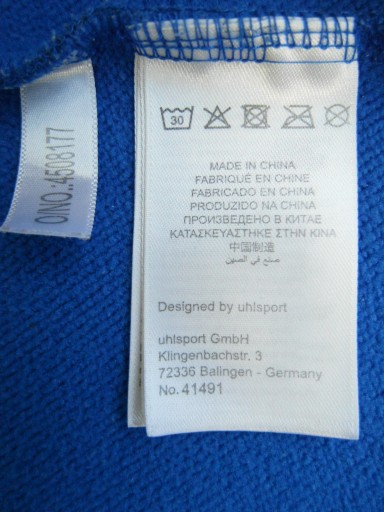 O/NO.:4508177
30
MADE IN CHINA
FABRIQUÉ EN CHINE
FABRICADO EN CHINA
PRODUZIDO NA CHINA
ПРОИЗВЕДЕНО В КИТАЕ
ΚΑΤΑΣΚΕΥΑΣΤΗΚΕ ΣΤΗΝ ΚΙΝΑ
中国制造
صنع في الصين
Designed by uhlsport
uhlsport GmbH
Klingenbachstr. 3
72336 Balingen - Germany
No. 41491